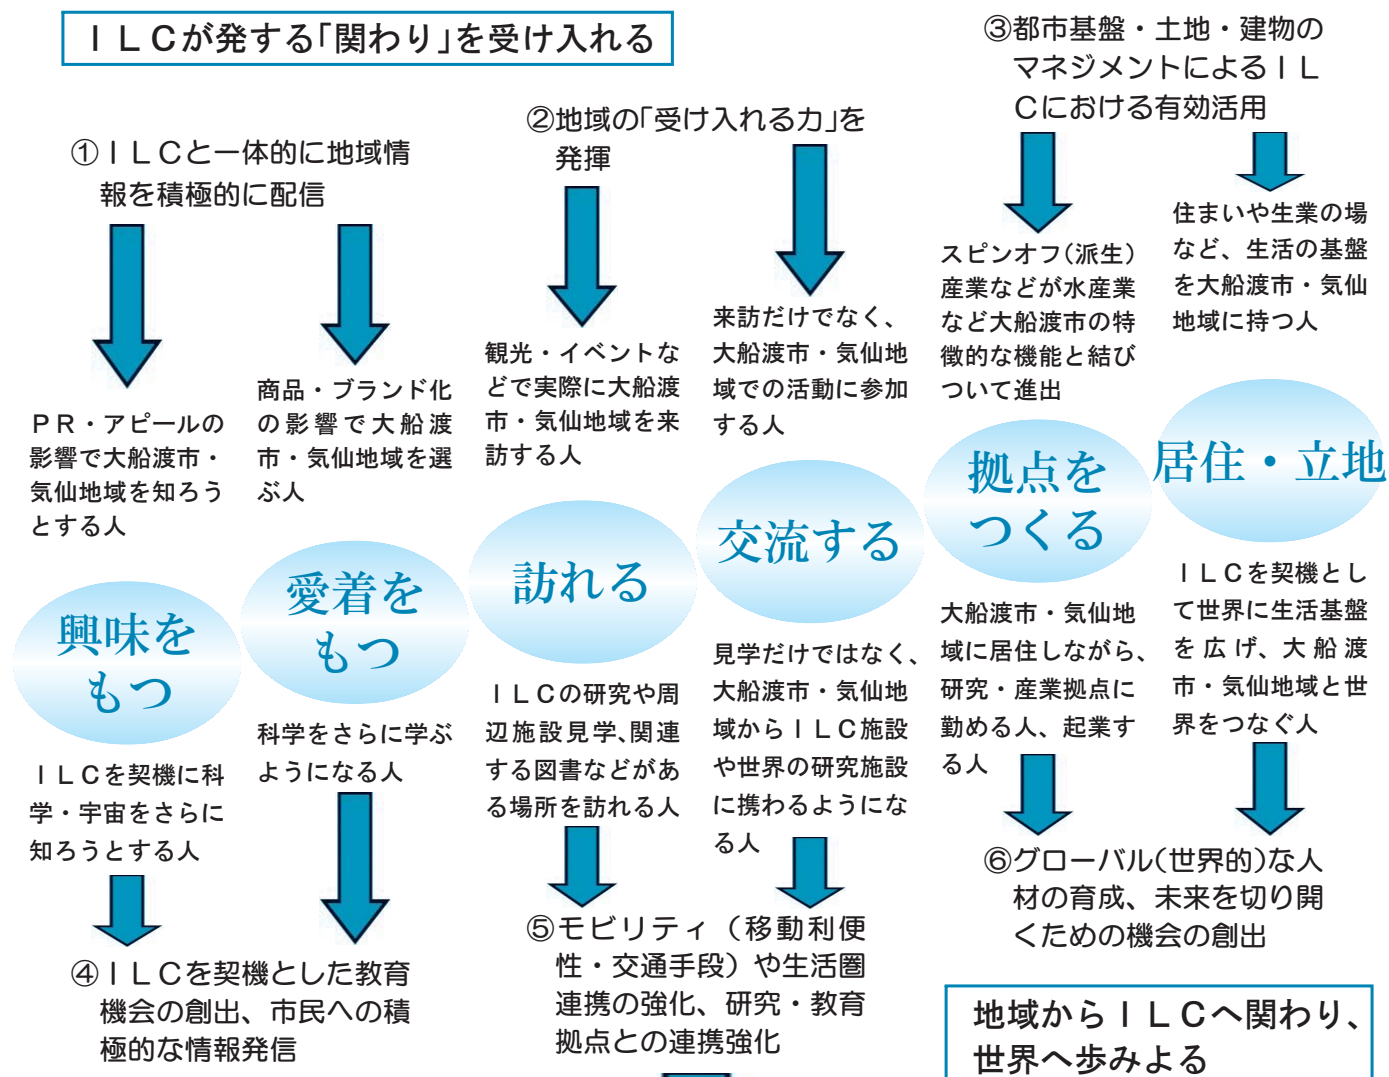 ＩＬＣが発する「関わり」を受け入れる
①ＩＬＣと一体的に地域情
報を積極的に配信
②地域の「受け入れる力」を
発揮
③都市基盤・土地・建物の
マネジメントによるＩＬ
Ｃにおける有効活用
ＰＲ・アピールの
影響で大船渡市・
気仙地域を知ろう
とする人
商品・ブランド化
の影響で大船渡
市・気仙地域を選
ぶ人
観光・イベントな
どで実際に大船渡
市・気仙地域を来
訪する人
来訪だけでなく、
大船渡市・気仙地
域での活動に参加
する人
スピンオフ（派生）
産業などが水産業
など大船渡市の特
徴的な機能と結び
ついて進出
住まいや生業の場
など、生活の基盤
を大船渡市・気仙
地域に持つ人
興味を
もつ
愛着を
もつ
訪れる
交流する
拠点を
つくる
居住・立地
ＩＬＣを契機に科
学・宇宙をさらに
知ろうとする人
科学をさらに学ぶ
ようになる人
ＩＬＣの研究や周
辺施設見学、関連
する図書などがあ
る場所を訪れる人
見学だけではなく、
大船渡市・気仙地
域からＩＬＣ施設
や世界の研究施設
に携わるようにな
る人
大船渡市・気仙地
域に居住しながら、
研究・産業拠点に
勤める人、起業す
る人
ＩＬＣを契機とし
て世界に生活基盤
を広げ、大船渡
市・気仙地域と世
界をつなぐ人
④ＩＬＣを契機とした教育
機会の創出、市民への積
極的な情報発信
⑤モビリティ（移動利便
性・交通手段）や生活圏
連携の強化、研究・教育
拠点との連携強化
⑥グローバル（世界的）な人
材の育成、未来を切り開
くための機会の創出
地域からＩＬＣへ関わり、
世界へ歩みよる